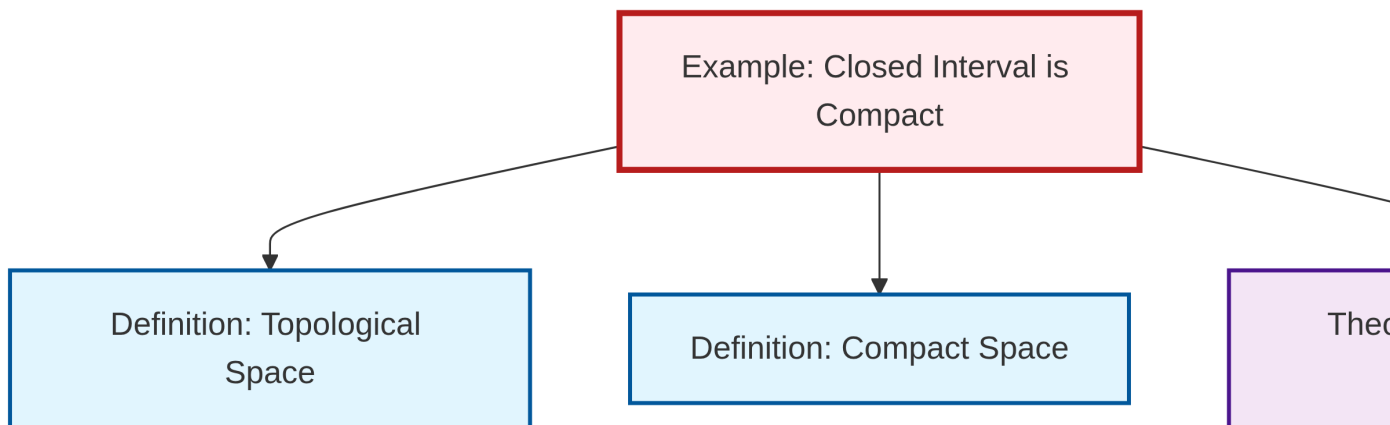 Example: Closed Interval is
Compact
Definition: Topological
Space
Definition: Compact Space